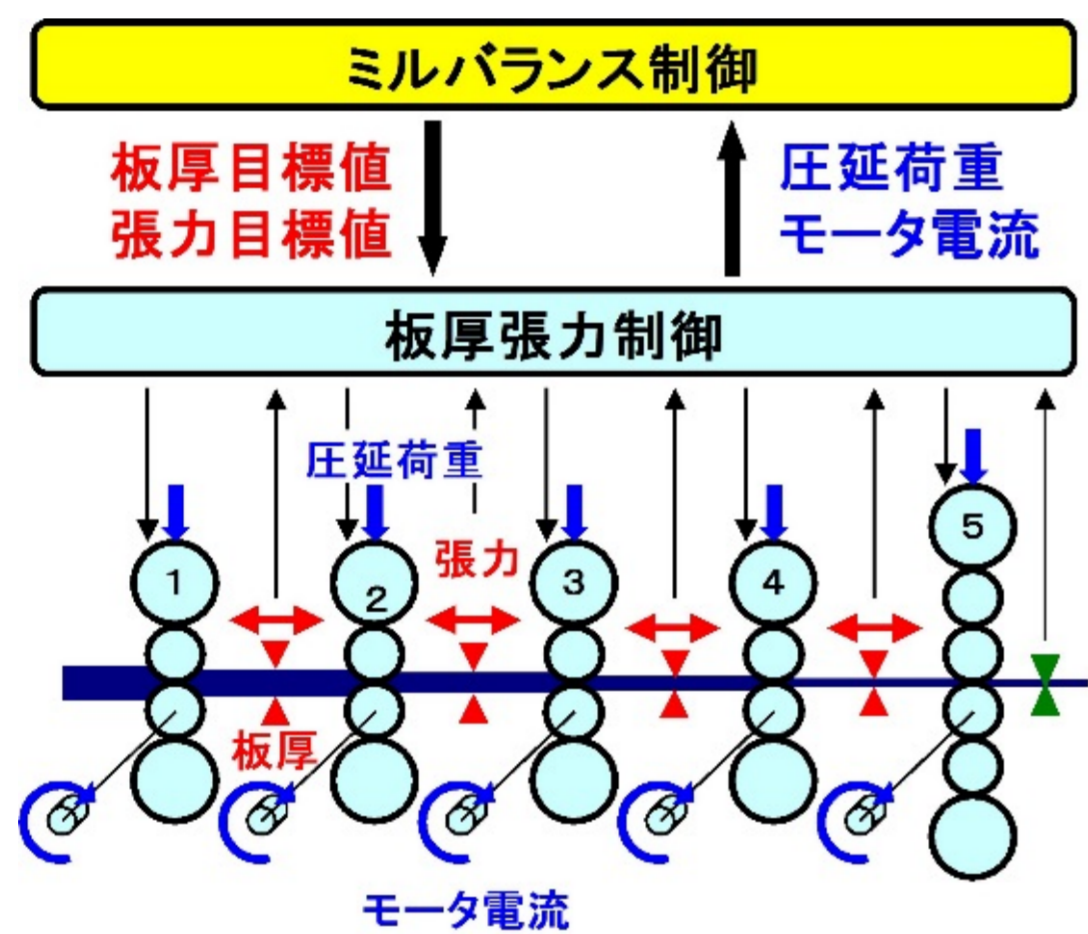 ミルバランス制御
板厚目標値
張力目標値
圧延荷重
モータ電流
板厚張力制御
圧延荷重
張力
1
2
3
4
5
板厚
モータ電流